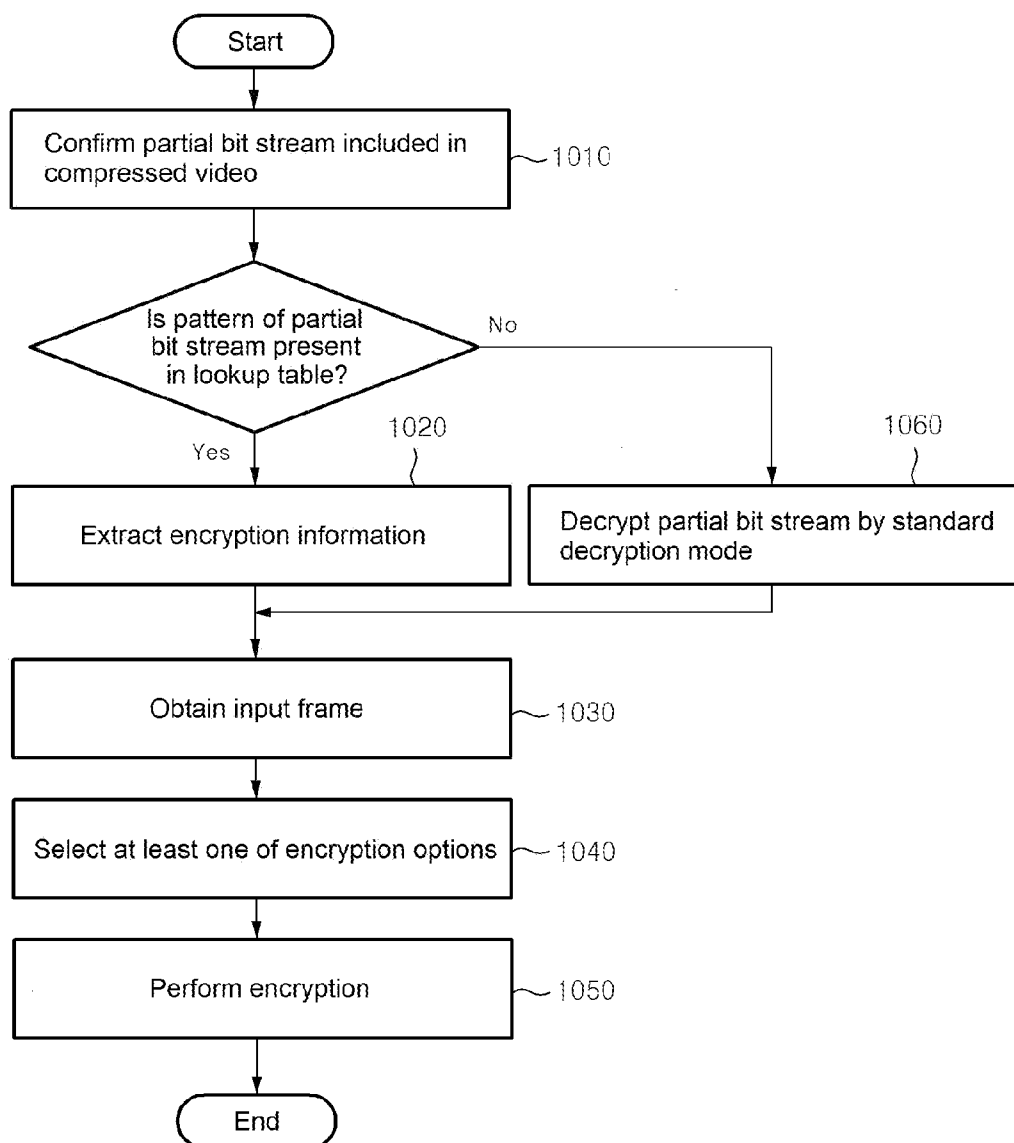 Start
Confirm partial bit stream included in
compressed video
1010
Is pattern of partial
bit stream present
in lookup table?
No
Yes
1020
1060
Extract encryption information
Decrypt partial bit stream by standard
decryption mode
Obtain input frame
1030
Select at least one of encryption options
1040
Perform encryption
1050
End